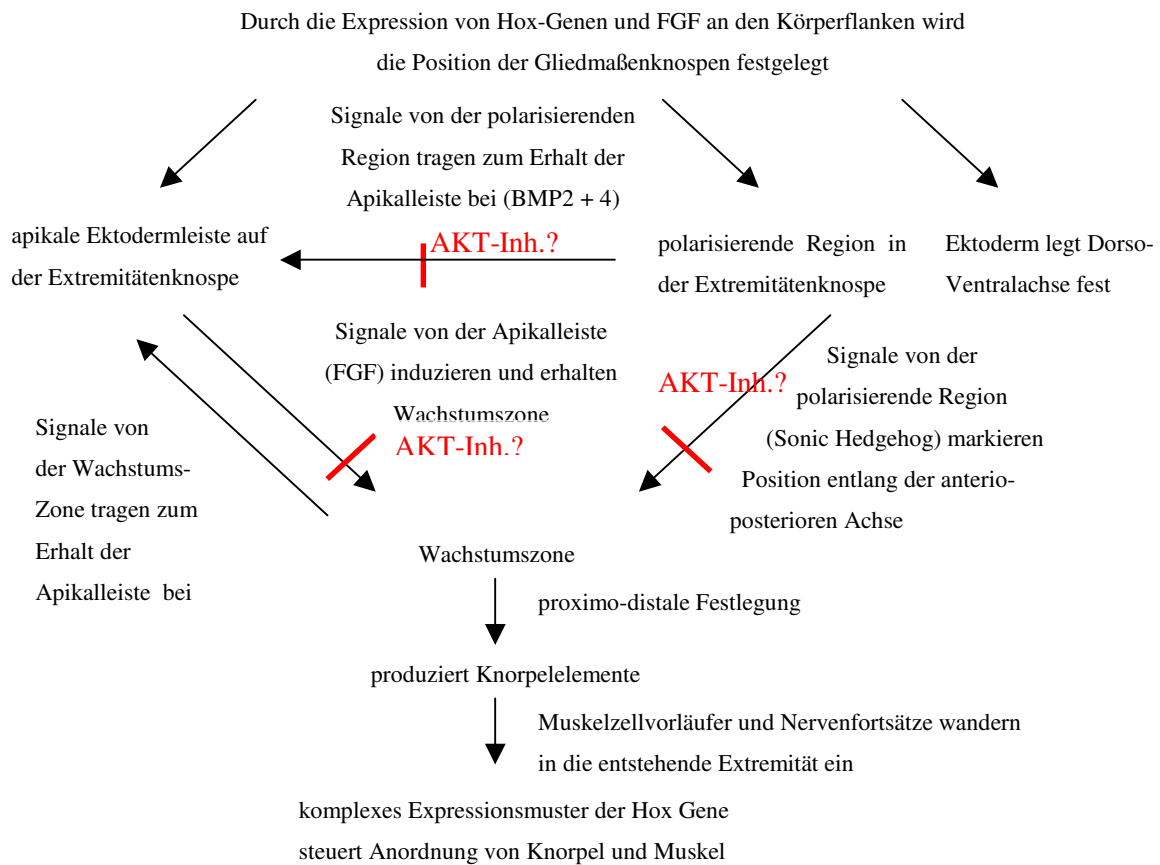 Durch die Expression von Hox-Genen und FGF an den Körperflanken wird
die Position der Gliedmaßenknospen festgelegt
Signale von der polarisierenden
Region tragen zum Erhalt der
Apikalleiste bei (BMP2 + 4)
AKT-Inh.?
apikale Ektodermleiste auf
der Extremitätenknospe
polarisierende Region in
der Extremitätenknospe
Ektoderm legt Dorso-
Ventralachse fest
Signale von der Apikalleiste
(FGF) induzieren und erhalten
Wachstumszone
AKT-Inh.?
AKT-Inh.?
Signale von der
polarisierende Region
(Sonic Hedgehog) markieren
Position entlang der anterio-
posterioren Achse
Signale von
der Wachstums-
Zone tragen zum
Erhalt der
Apikalleiste bei
Wachstumszone
proximo-distale Festlegung
produziert Knorpelelemente
Muskelzellvorläufer und Nervenfortsätze wandern
in die entstehende Extremität ein
komplexes Expressionsmuster der Hox Gene
steuert Anordnung von Knorpel und Muskel